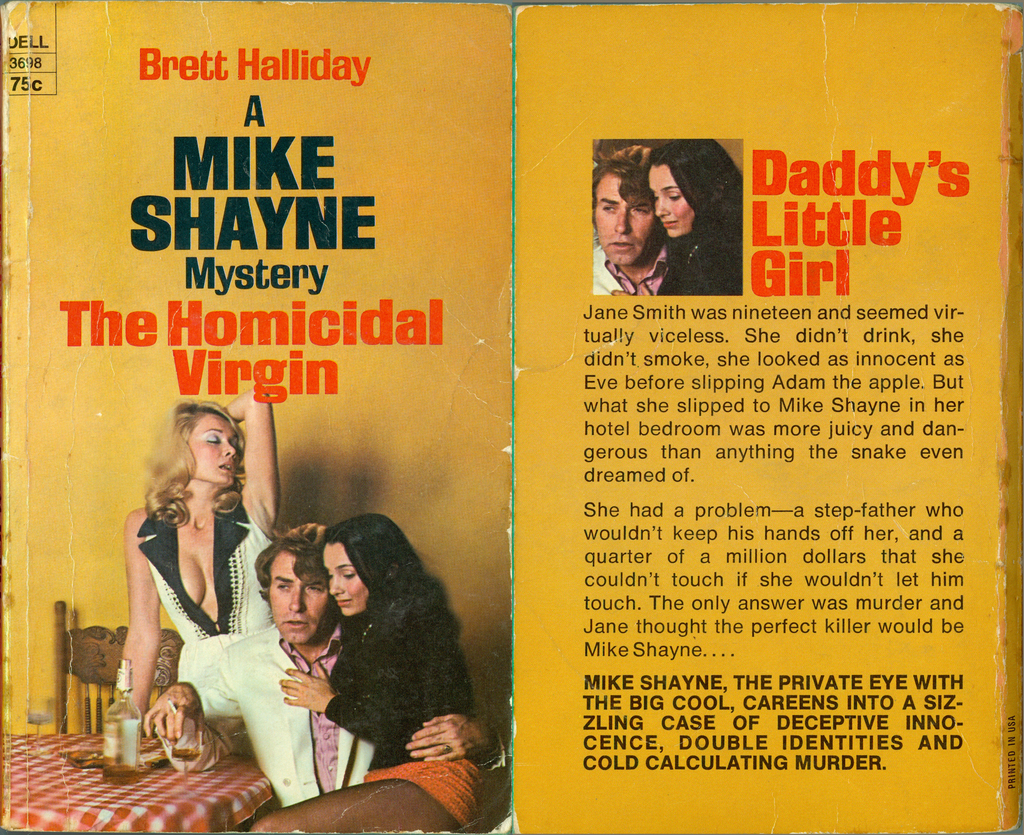 DELL
3698
75c
Brett Halliday
A
MIKE
SHAYNE
Mystery
The Homicidal
Virgin
Daddy's
Little
Girl
Jane Smith was nineteen and seemed vir-
tually viceless. She didn't drink, she
didn't smoke, she looked as innocent as
Eve before slipping Adam the apple. But
what she slipped to Mike Shayne in her
hotel bedroom was more juicy and dan-
gerous than anything the snake even
dreamed of.
She had a problem—a step-father who
wouldn't keep his hands off her, and a
quarter of a million dollars that she
couldn't touch if she wouldn't let him
touch. The only answer was murder and
Jane thought the perfect killer would be
Mike Shayne....
MIKE SHAYNE, THE PRIVATE EYE WITH
THE BIG COOL, CAREENS INTO A SIZ-
ZLING CASE OF DECEPTIVE INNO-
CENCE, DOUBLE IDENTITIES AND
COLD CALCULATING MURDER.
PRINTED IN USA